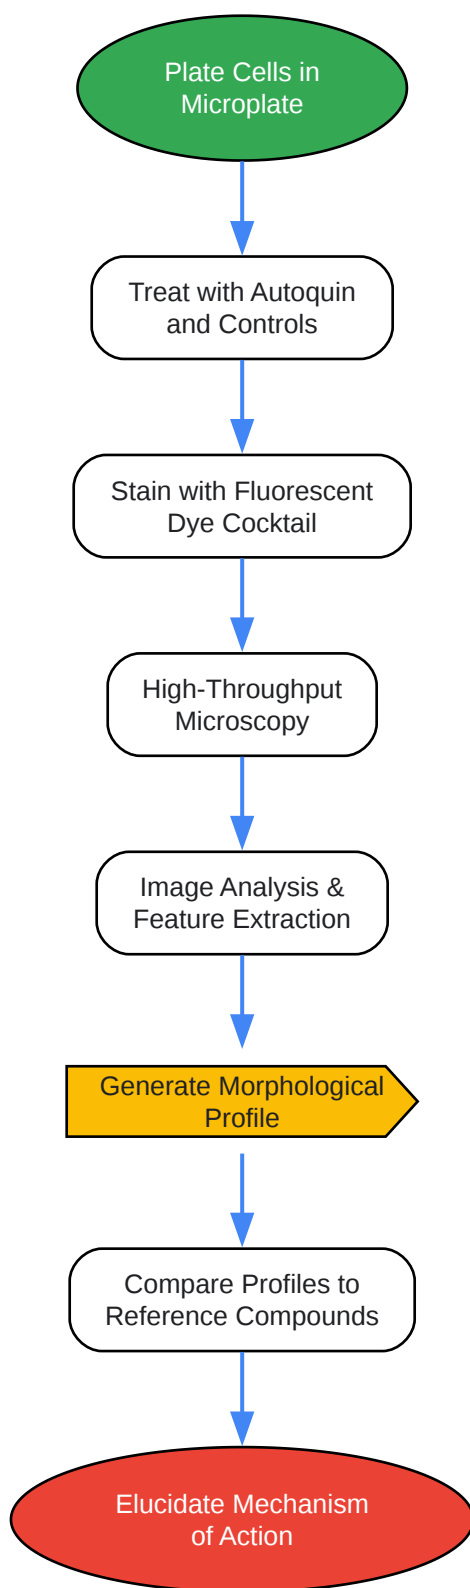 Plate Cells in
Microplate
Treat with Autoquin
and Controls
Stain with Fluorescent
Dye Cocktail
High-Throughput
Microscopy
Image Analysis &
Feature Extraction
Generate Morphological
Profile
Compare Profiles to
Reference Compounds
Elucidate Mechanism
of Action